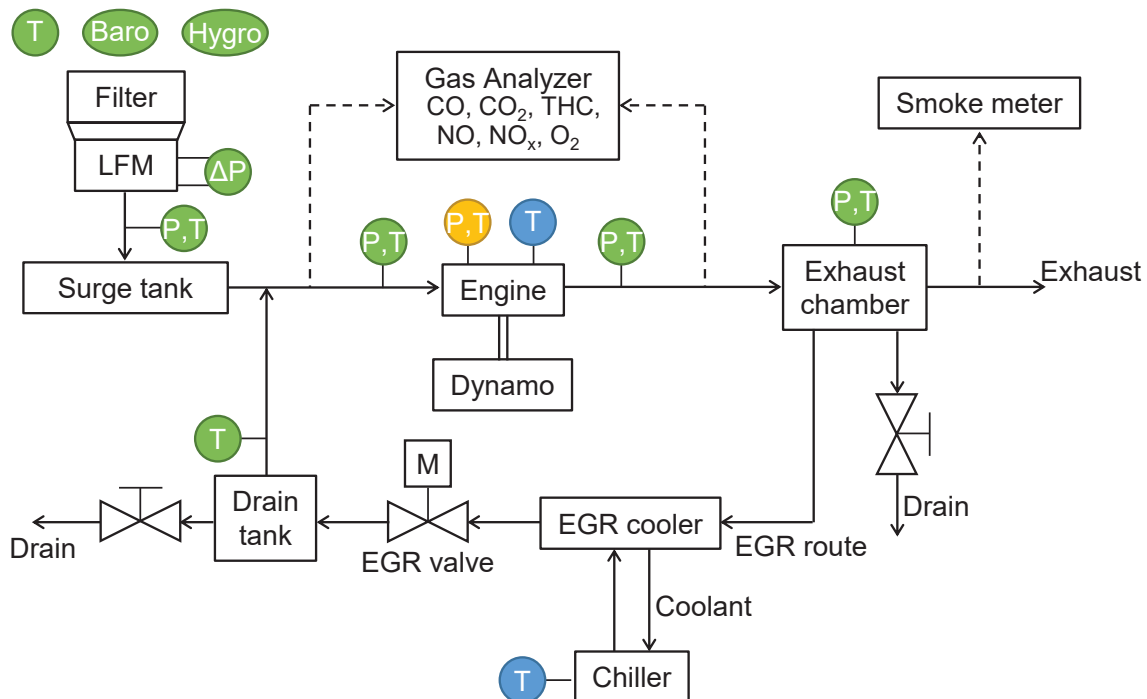 T
Baro
Hygro
Filter
LFM
ΔP
P,T
Surge tank
Gas Analyzer
CO, CO₂, THC,
NO, NOₓ, O₂
Smoke meter
P,T
P,T
T
P,T
P,T
Engine
Exhaust
chamber
Exhaust
Dynamo
T
M
Drain
tank
Drain
EGR valve
EGR cooler
EGR route
Drain
Coolant
T
Chiller